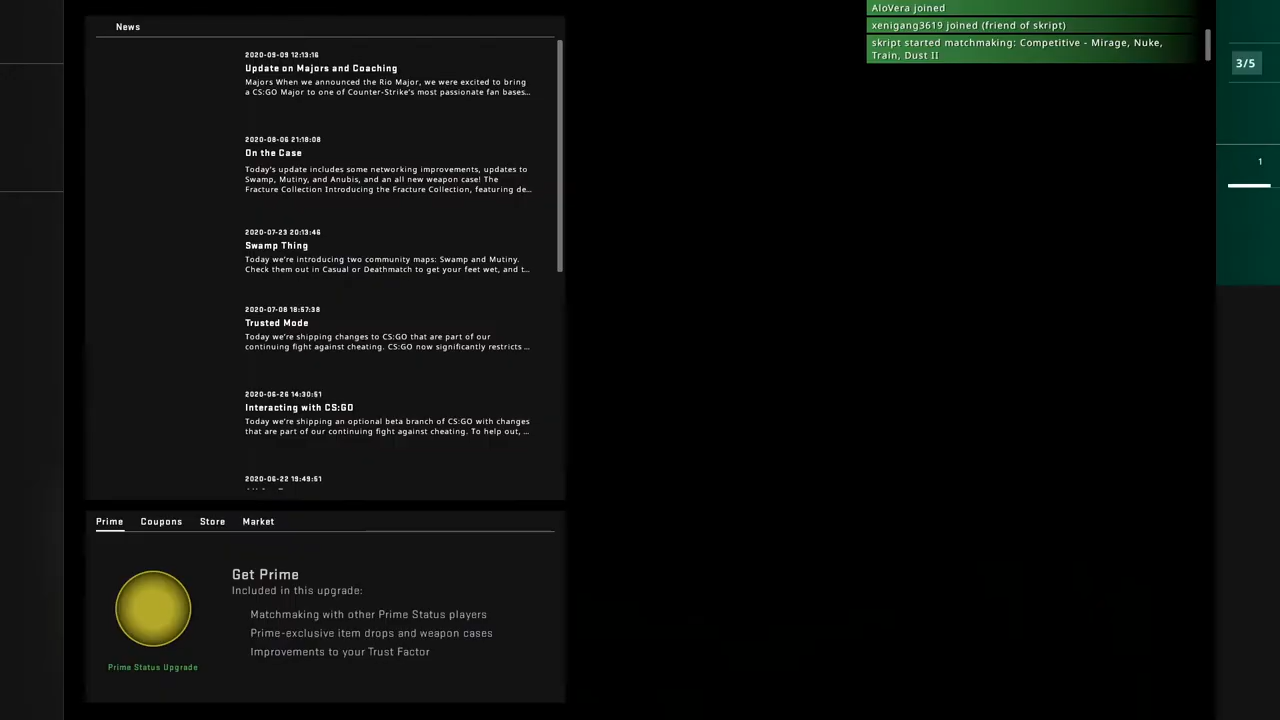 News
2020-09-09 12:13:16
Update on Majors and Coaching
Majors When we announced the Rio Major, we were excited to bring
a CS:GO Major to one of Counter-Strike's most passionate fan bases...
2020-08-06 21:18:08
On the Case
Today's update includes some networking improvements, updates to
Swamp, Mutiny, and Anubis, and an all new weapon case! The
Fracture Collection Introducing the Fracture Collection, featuring de...
2020-07-23 20:13:46
Swamp Thing
Today we're introducing two community maps: Swamp and Mutiny.
Check them out in Casual or Deathmatch to get your feet wet, and t...
2020-07-08 18:57:38
Trusted Mode
Today we're shipping changes to CS:GO that are part of our
continuing fight against cheating. CS:GO now significantly restricts ...
2020-06-26 14:30:51
Interacting with CS:GO
Today we're shipping an optional beta branch of CS:GO with changes
that are part of our continuing fight against cheating. To help out, ...
2020-06-22 19:49:51
Prime Coupons Store Market
Get Prime
Included in this upgrade:
Matchmaking with other Prime Status players
Prime-exclusive item drops and weapon cases
Improvements to your Trust Factor
Prime Status Upgrade
AloVera joined
xenigang3619 joined (friend of skript)
skript started matchmaking: Competitive - Mirage, Nuke,
Train, Dust II
3/5
1